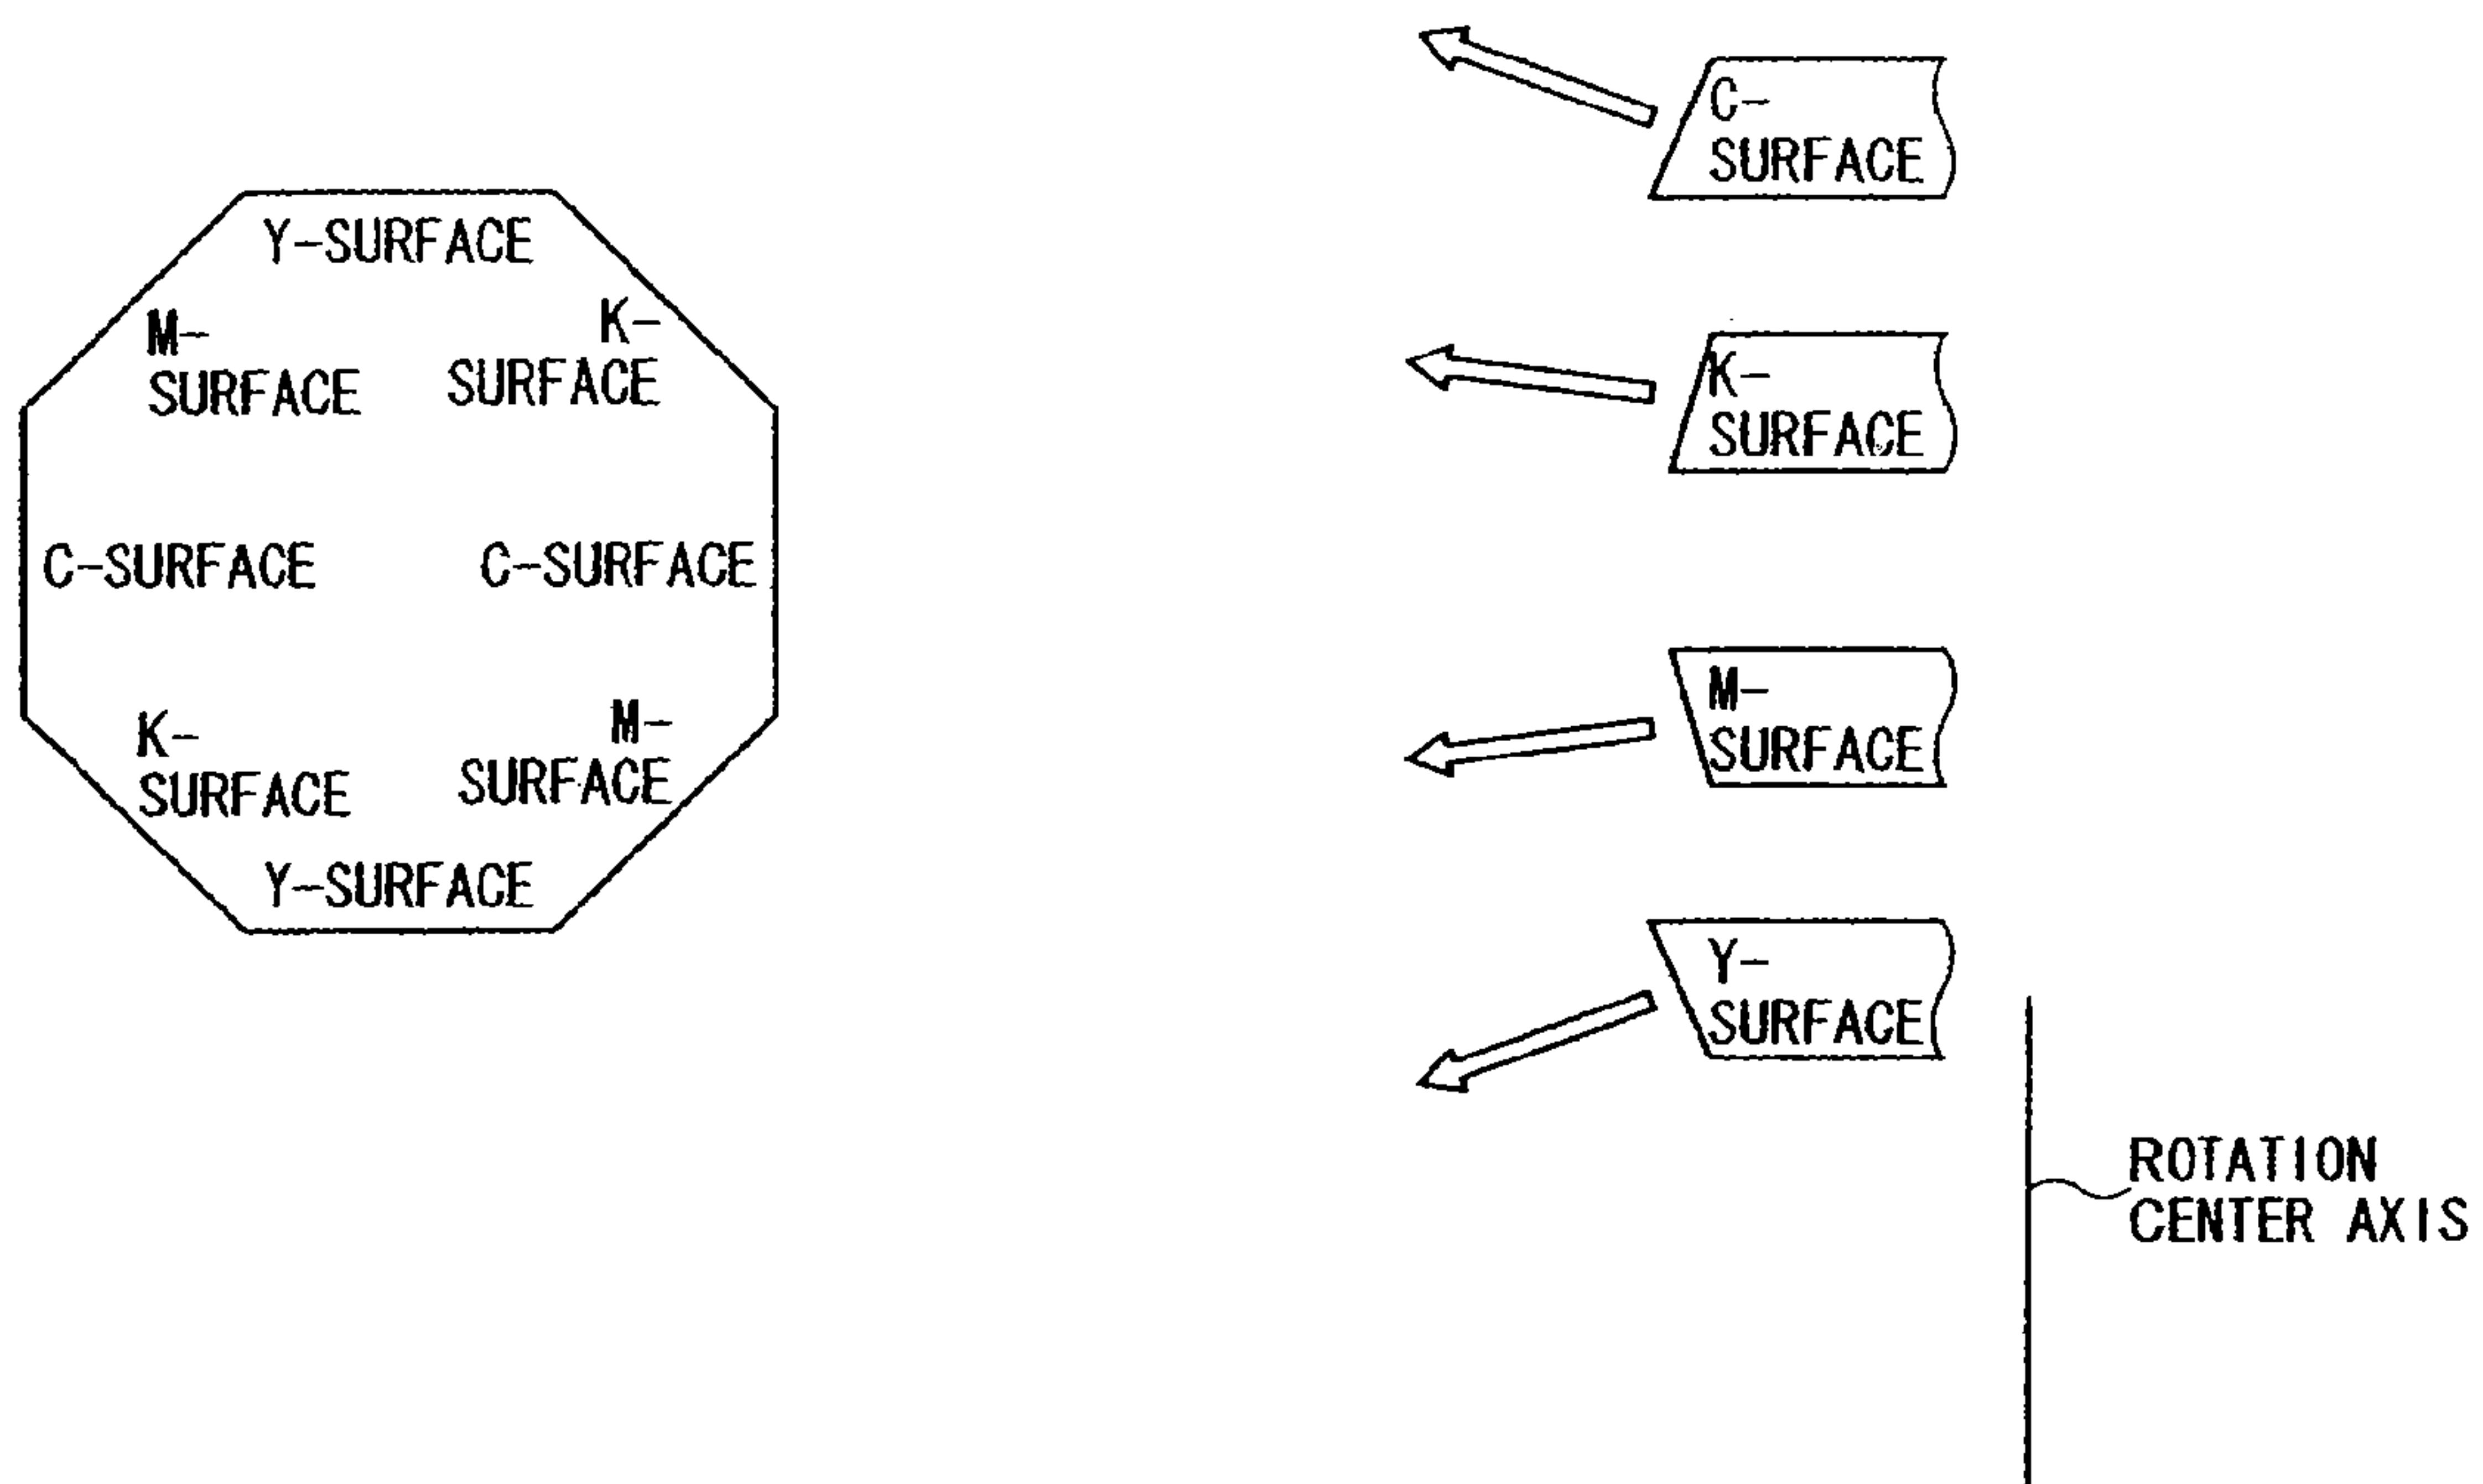 Y-SURFACE
M-
SURFACE
K-
SURFACE
C-SURFACE
C-SURFACE
K-
SURFACE
M-
SURFACE
Y-SURFACE
C-
SURFACE
K-
SURFACE
M-
SURFACE
Y-
SURFACE
ROTATION
CENTER AXIS